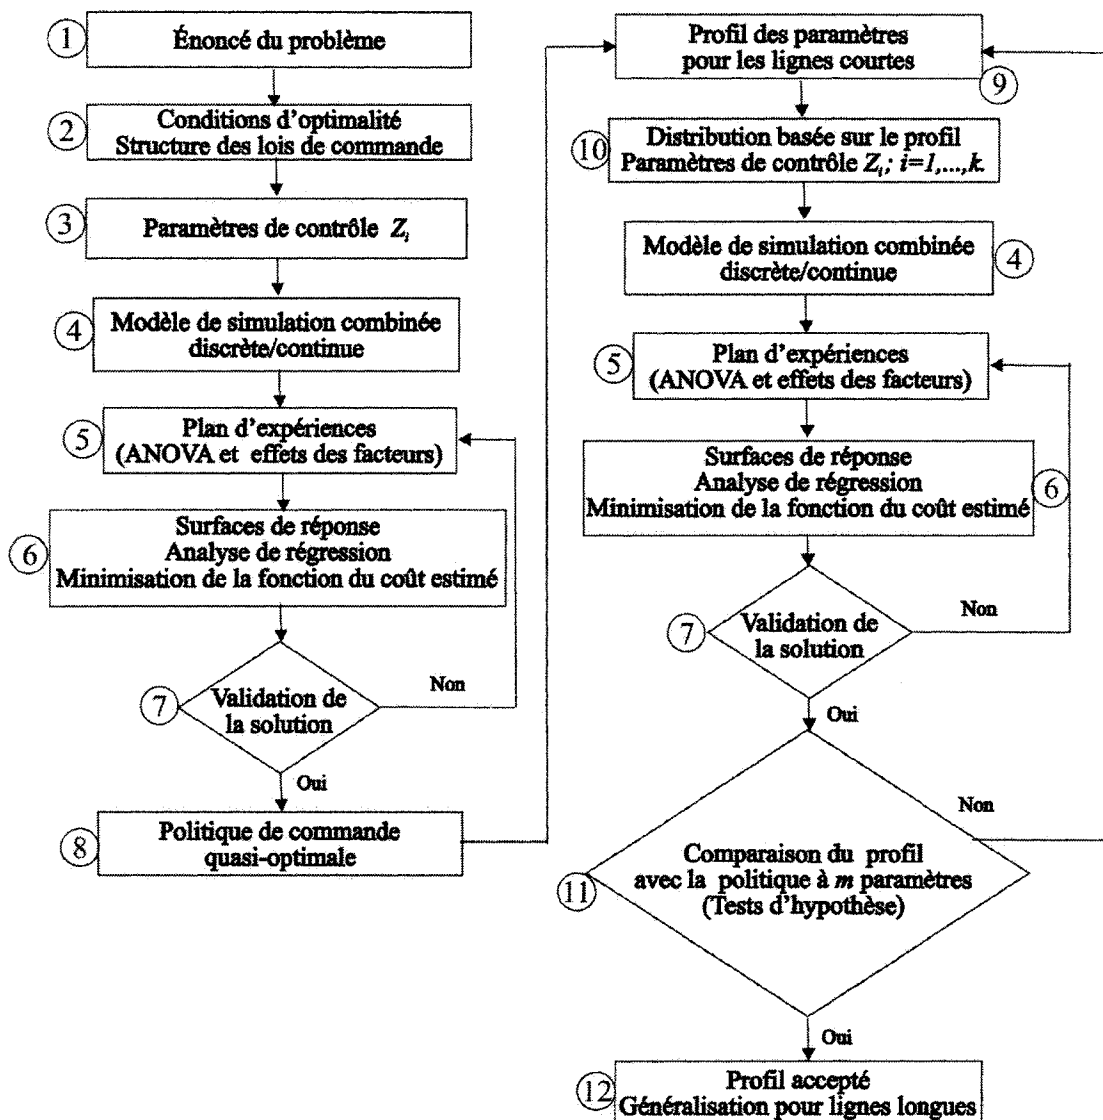 1
Énoncé du problème
2
Conditions d'optimalité
Structure des lois de commande
3
Paramètres de contrôle Zi
4
Modèle de simulation combinée
discrète/continue
5
Plan d'expériences
(ANOVA et effets des facteurs)
6
Surfaces de réponse
Analyse de régression
Minimisation de la fonction du coût estimé
7
Validation de
la solution
Non
Oui
8
Politique de commande
quasi-optimale
Profil des paramètres
pour les lignes courtes
9
10
Distribution basée sur le profil
Paramètres de contrôle Zi; i=1,...,k.
Modèle de simulation combinée
discrète/continue
4
5
Plan d'expériences
(ANOVA et effets des facteurs)
Surfaces de réponse
Analyse de régression
Minimisation de la fonction du coût estimé
6
7
Validation de
la solution
Non
Oui
Non
11
Comparaison du profil
avec la politique à m paramètres
(Tests d'hypothèse)
Oui
12
Profil accepté
Généralisation pour lignes longues